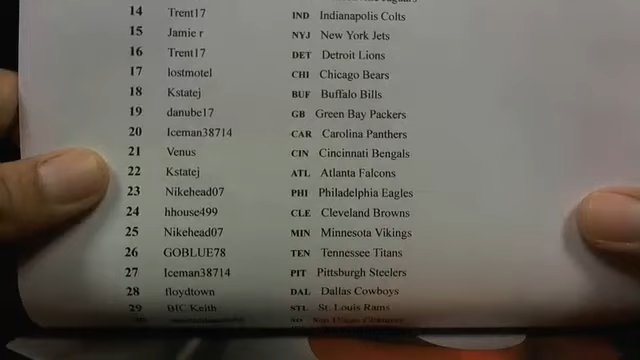 14 Trent17 IND Indianapolis Colts
15 Jamie r NYJ New York Jets
16 Trent17 DET Detroit Lions
17 lostmotel CHI Chicago Bears
18 Kstatej BUF Buffalo Bills
19 danube17 GB Green Bay Packers
20 Iceman38714 CAR Carolina Panthers
21 Venus CIN Cincinnati Bengals
22 Kstatej ATL Atlanta Falcons
23 Nikehead07 PHI Philadelphia Eagles
24 hhouse499 CLE Cleveland Browns
25 Nikehead07 MIN Minnesota Vikings
26 GOBLUE78 TEN Tennessee Titans
27 Iceman38714 PIT Pittsburgh Steelers
28 floydtown DAL Dallas Cowboys
29 BIC Keith STL St. Louis Rams